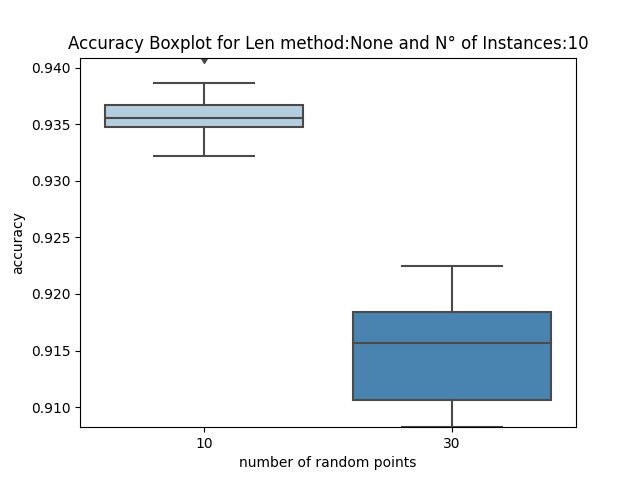 Accuracy Boxplot for Len method:None and N° of Instances:10
0.940
0.935
0.930
0.925
0.920
0.915
0.910
accuracy
10 30
number of random points